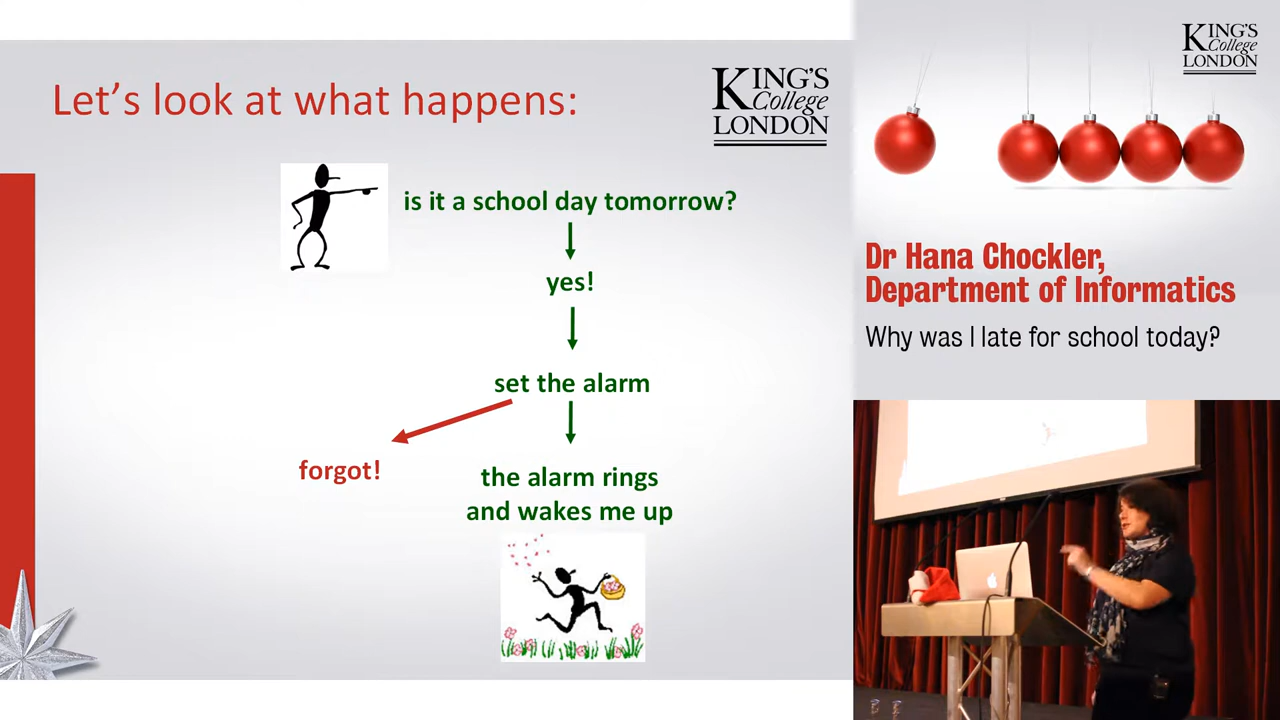 Let's look at what happens:
KING'S
College
LONDON
is it a school day tomorrow?
yes!
set the alarm
forgot!
the alarm rings
and wakes me up
KING'S
College
LONDON
Dr Hana Chockler,
Department of Informatics
Why was I late for school today?